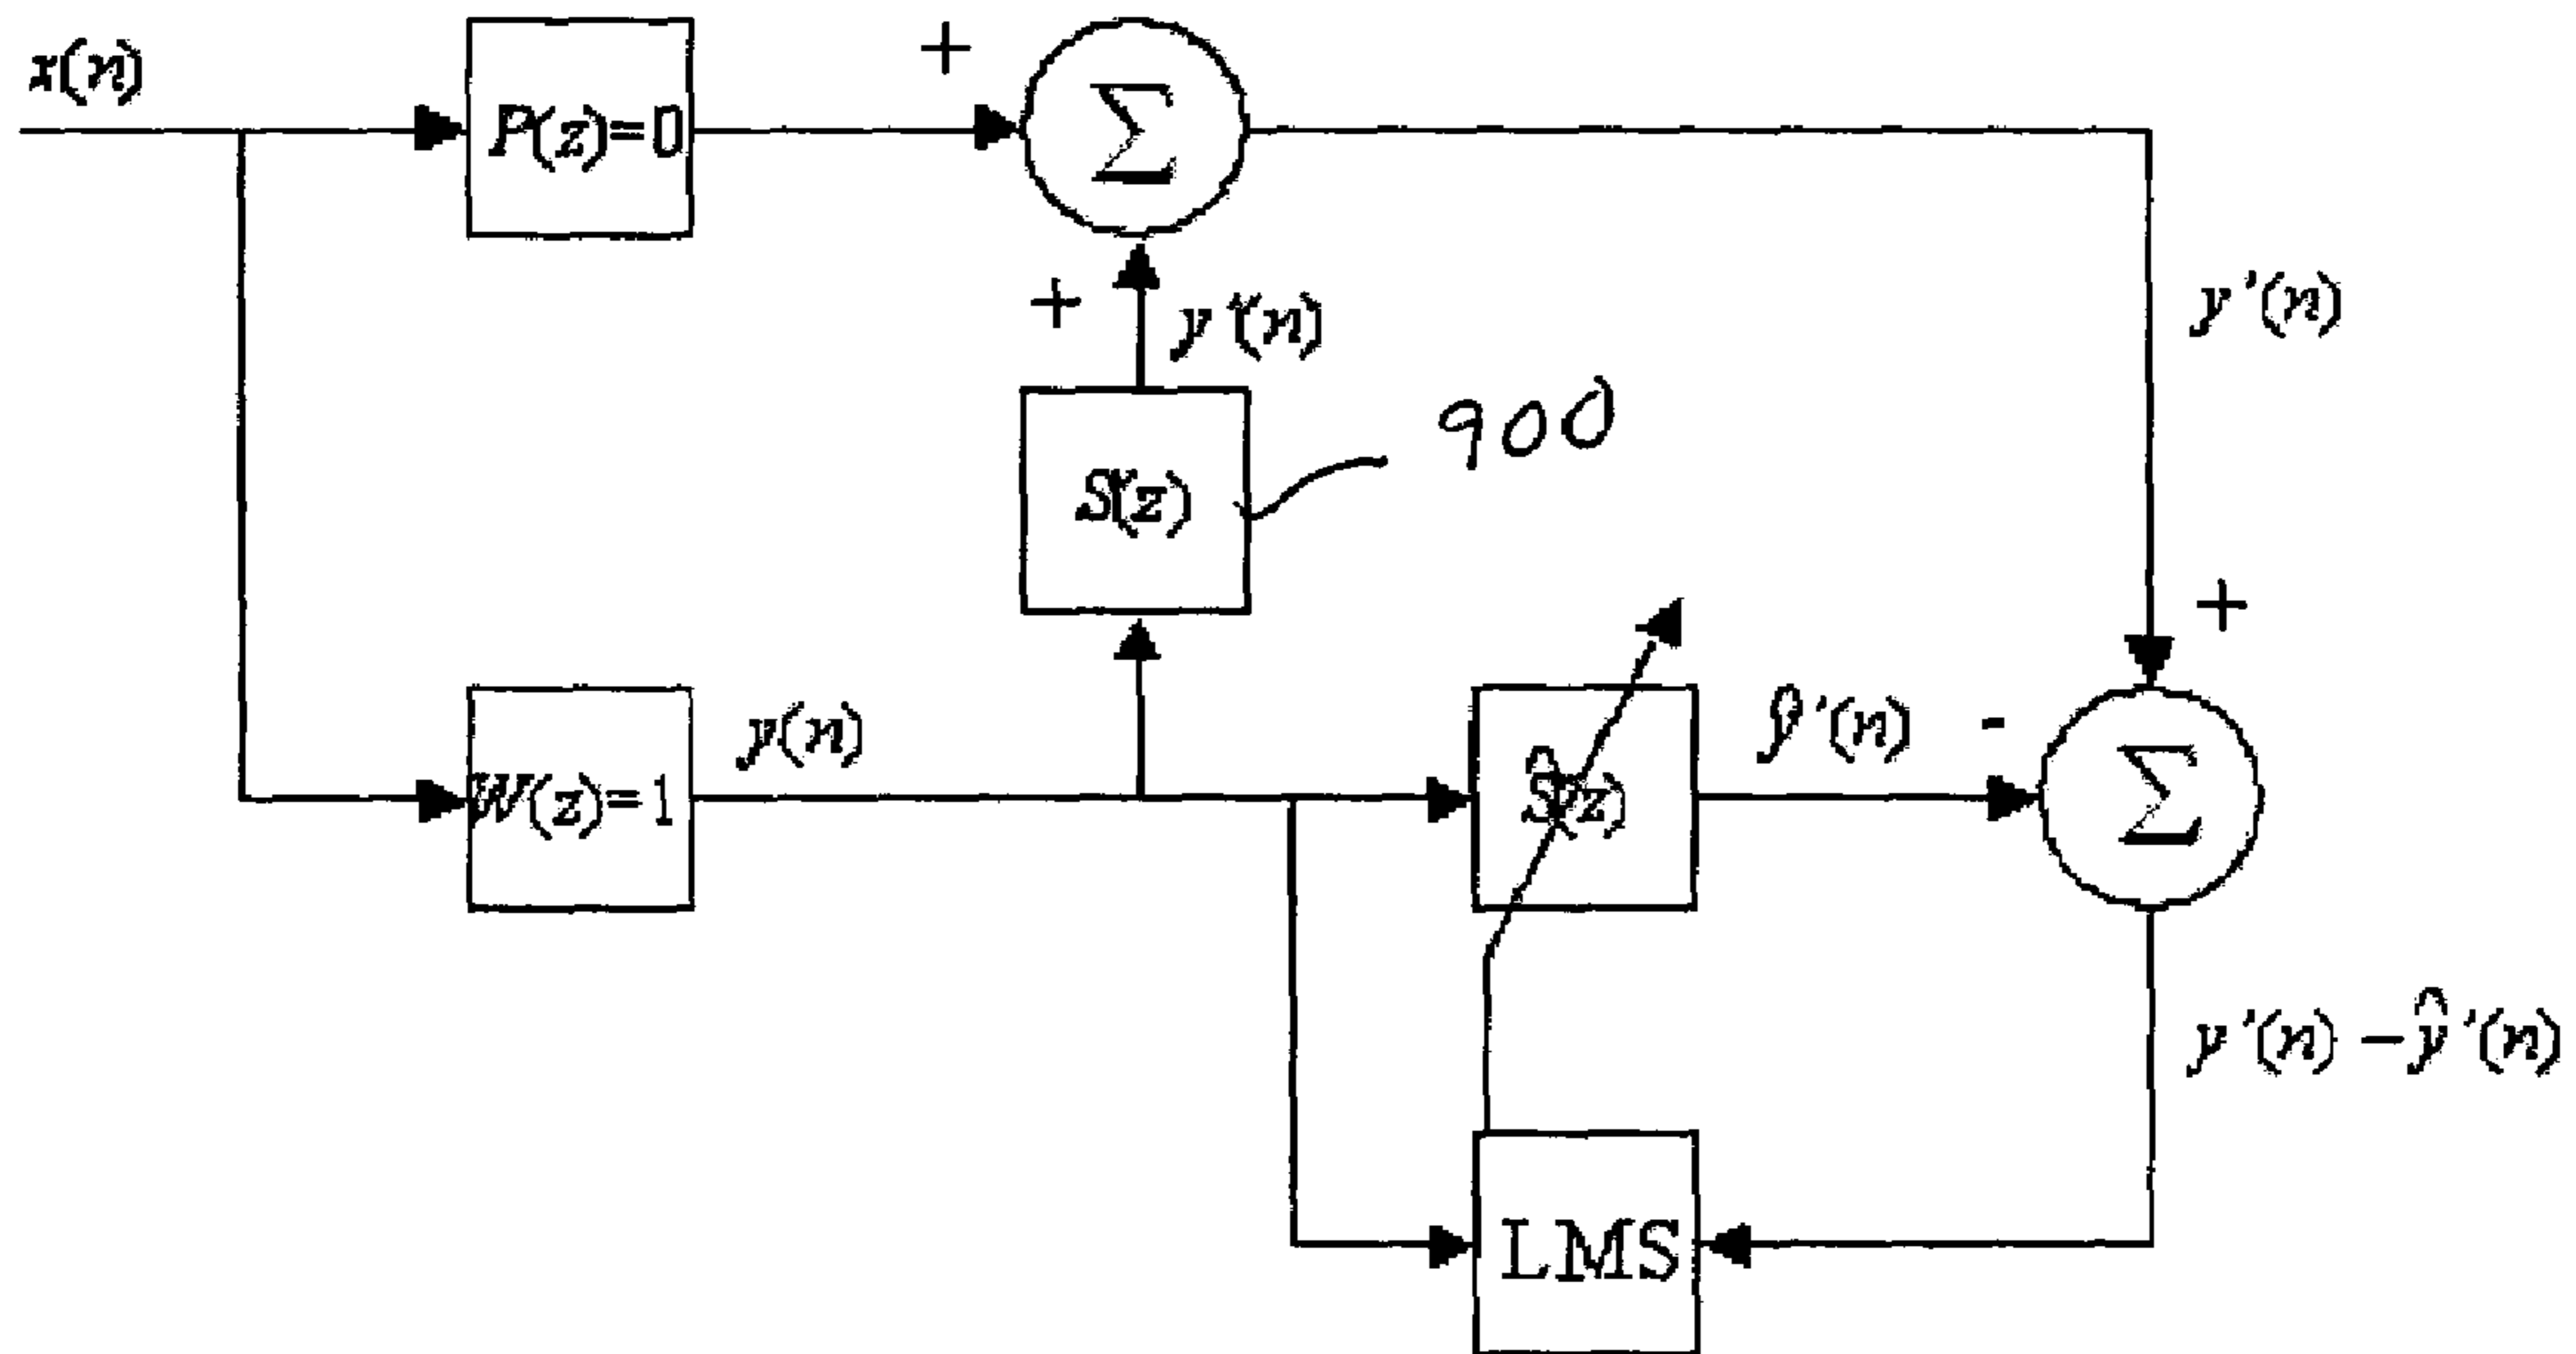 x(n)
P(z)=0
+
Σ
+
y'(n)
y'(n)
S(z)
900
+
W(z)=1
y(n)
Ŝ(z)
ŷ'(n)
-
Σ
y'(n) – ŷ'(n)
LMS